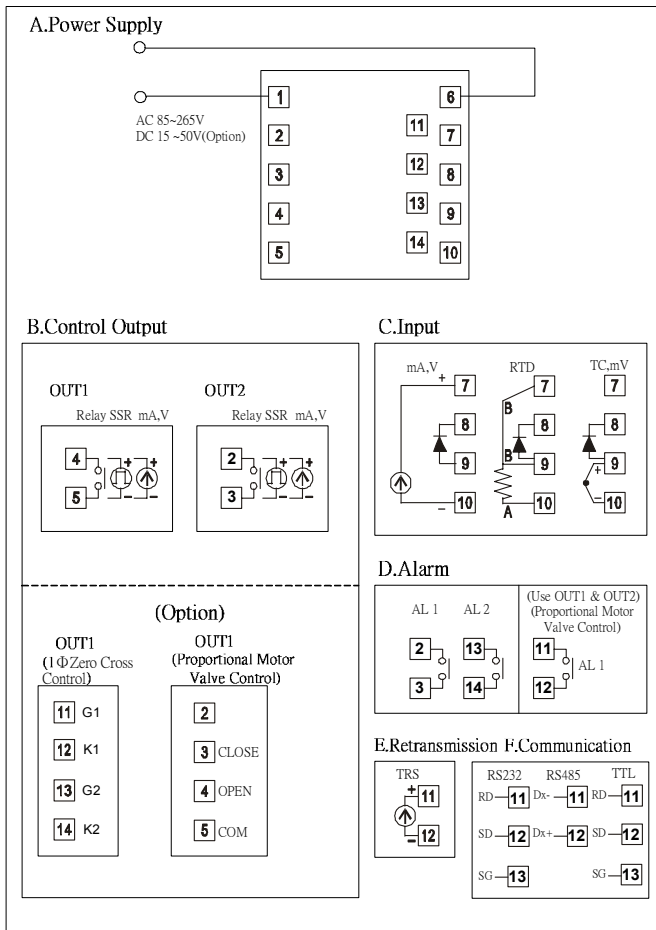 A.Power Supply
AC 85~265V
DC 15 ~50V(Option)
1 6
2 11 7
3 12 8
4 13 9
5 14 10
B.Control Output
OUT1 OUT2
Relay SSR mA,V Relay SSR mA,V
4 + + 2 + +
5 - - 3 - -
(Option)
OUT1
(1ΦZero Cross
Control)
11 G1
12 K1
13 G2
14 K2
OUT1
(Proportional Motor
Valve Control)
2
3 CLOSE
4 OPEN
5 COM
C.Input
mA,V RTD TC,mV
+ 7 B 7 7
8 8 8
9 B 9 + 9
- 10 A 10 - 10
D.Alarm
AL 1 AL 2
2 13
3 14
(Use OUT1 & OUT2)
(Proportional Motor
Valve Control)
11
AL 1
12
E.Retransmission F.Communication
TRS
+ 11
- 12
RS232 RS485 TTL
RD 11 Dx- 11 RD 11
SD 12 Dx+ 12 SD 12
SG 13 SG 13